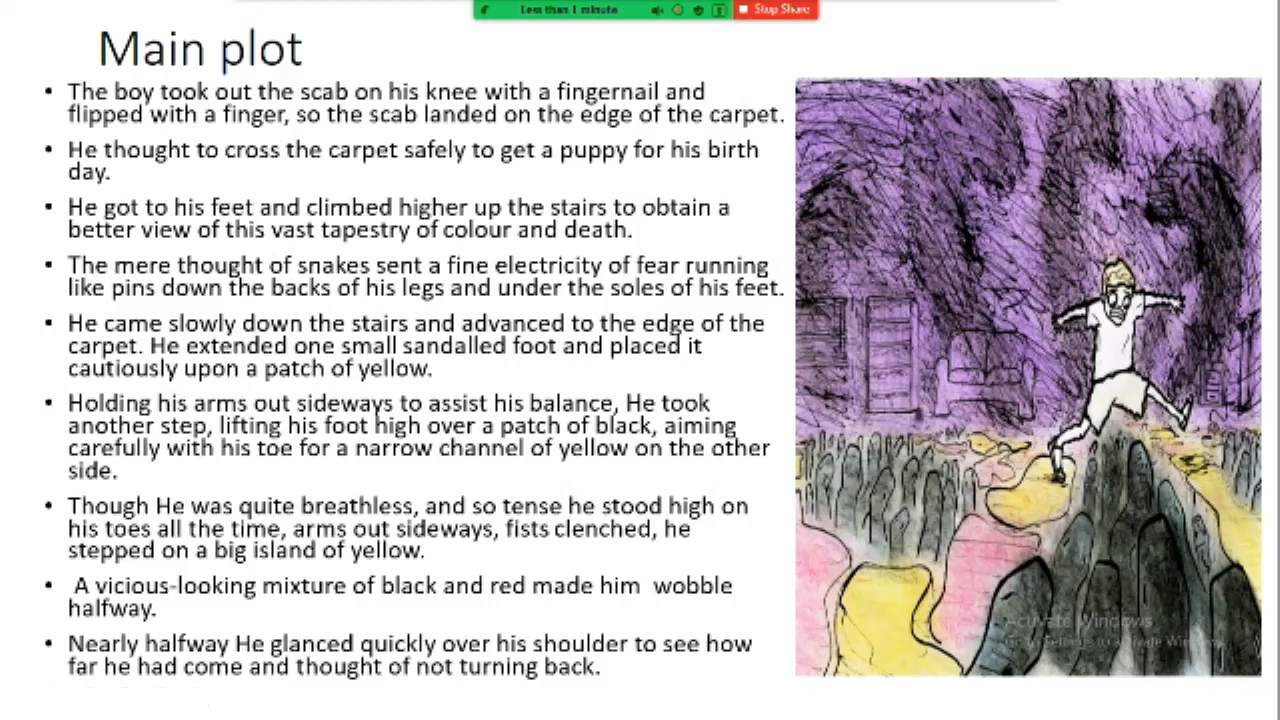 Less than 1 minute
Stop Share
Main plot
• The boy took out the scab on his knee with a fingernail and
flipped with a finger, so the scab landed on the edge of the carpet.
• He thought to cross the carpet safely to get a puppy for his birth
day.
• He got to his feet and climbed higher up the stairs to obtain a
better view of this vast tapestry of colour and death.
• The mere thought of snakes sent a fine electricity of fear running
like pins down the backs of his legs and under the soles of his feet.
• He came slowly down the stairs and advanced to the edge of the
carpet. He extended one small sandalled foot and placed it
cautiously upon a patch of yellow.
• Holding his arms out sideways to assist his balance, He took
another step, lifting his foot high over a patch of black, aiming
carefully with his toe for a narrow channel of yellow on the other
side.
• Though He was quite breathless, and so tense he stood high on
his toes all the time, arms out sideways, fists clenched, he
stepped on a big island of yellow.
• A vicious-looking mixture of black and red made him wobble
halfway.
• Nearly halfway He glanced quickly over his shoulder to see how
far he had come and thought of not turning back.
Activate Windows
Go to Settings to activate Windows.